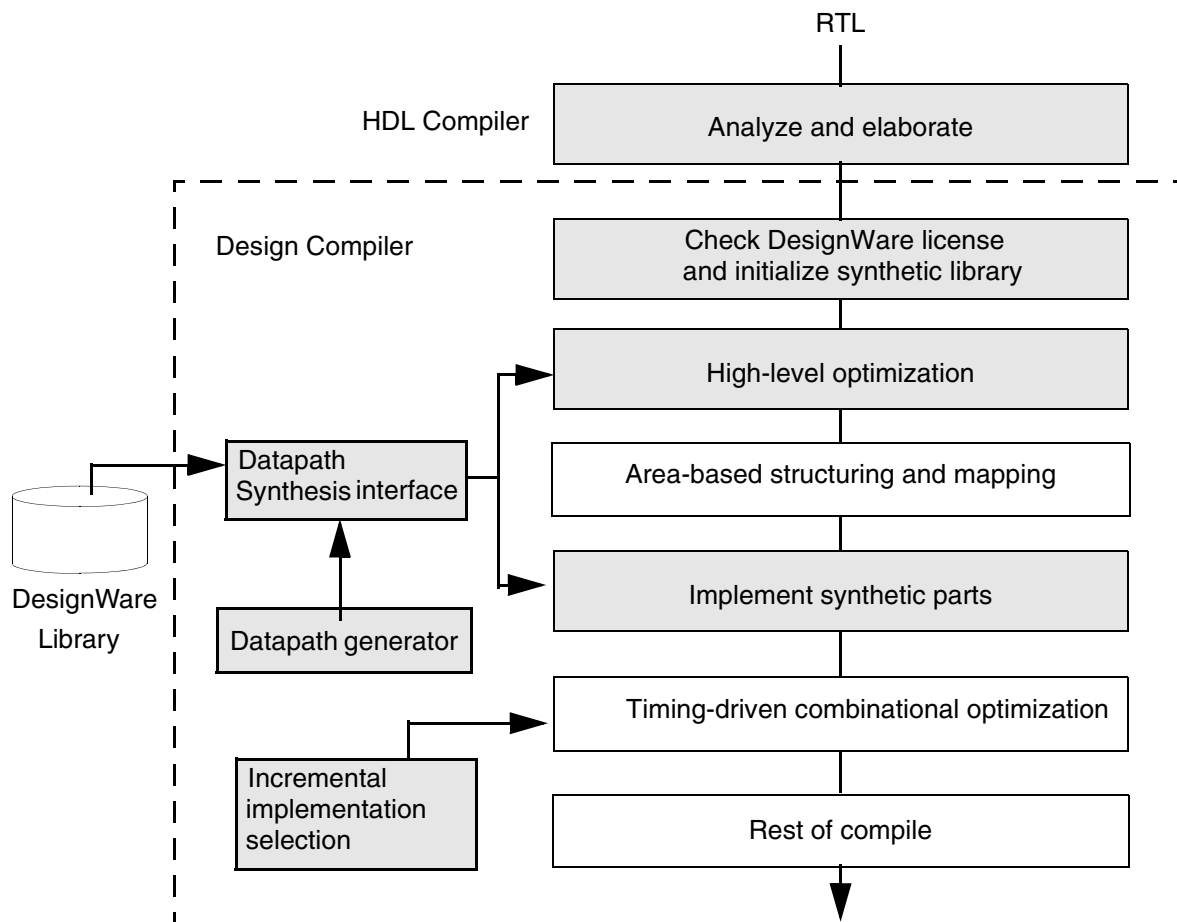 RTL
HDL Compiler
Analyze and elaborate
Design Compiler
Check DesignWare license
and initialize synthetic library
High-level optimization
Datapath
Synthesis interface
Area-based structuring and mapping
DesignWare
Library
Implement synthetic parts
Datapath generator
Timing-driven combinational optimization
Incremental
implementation
selection
Rest of compile